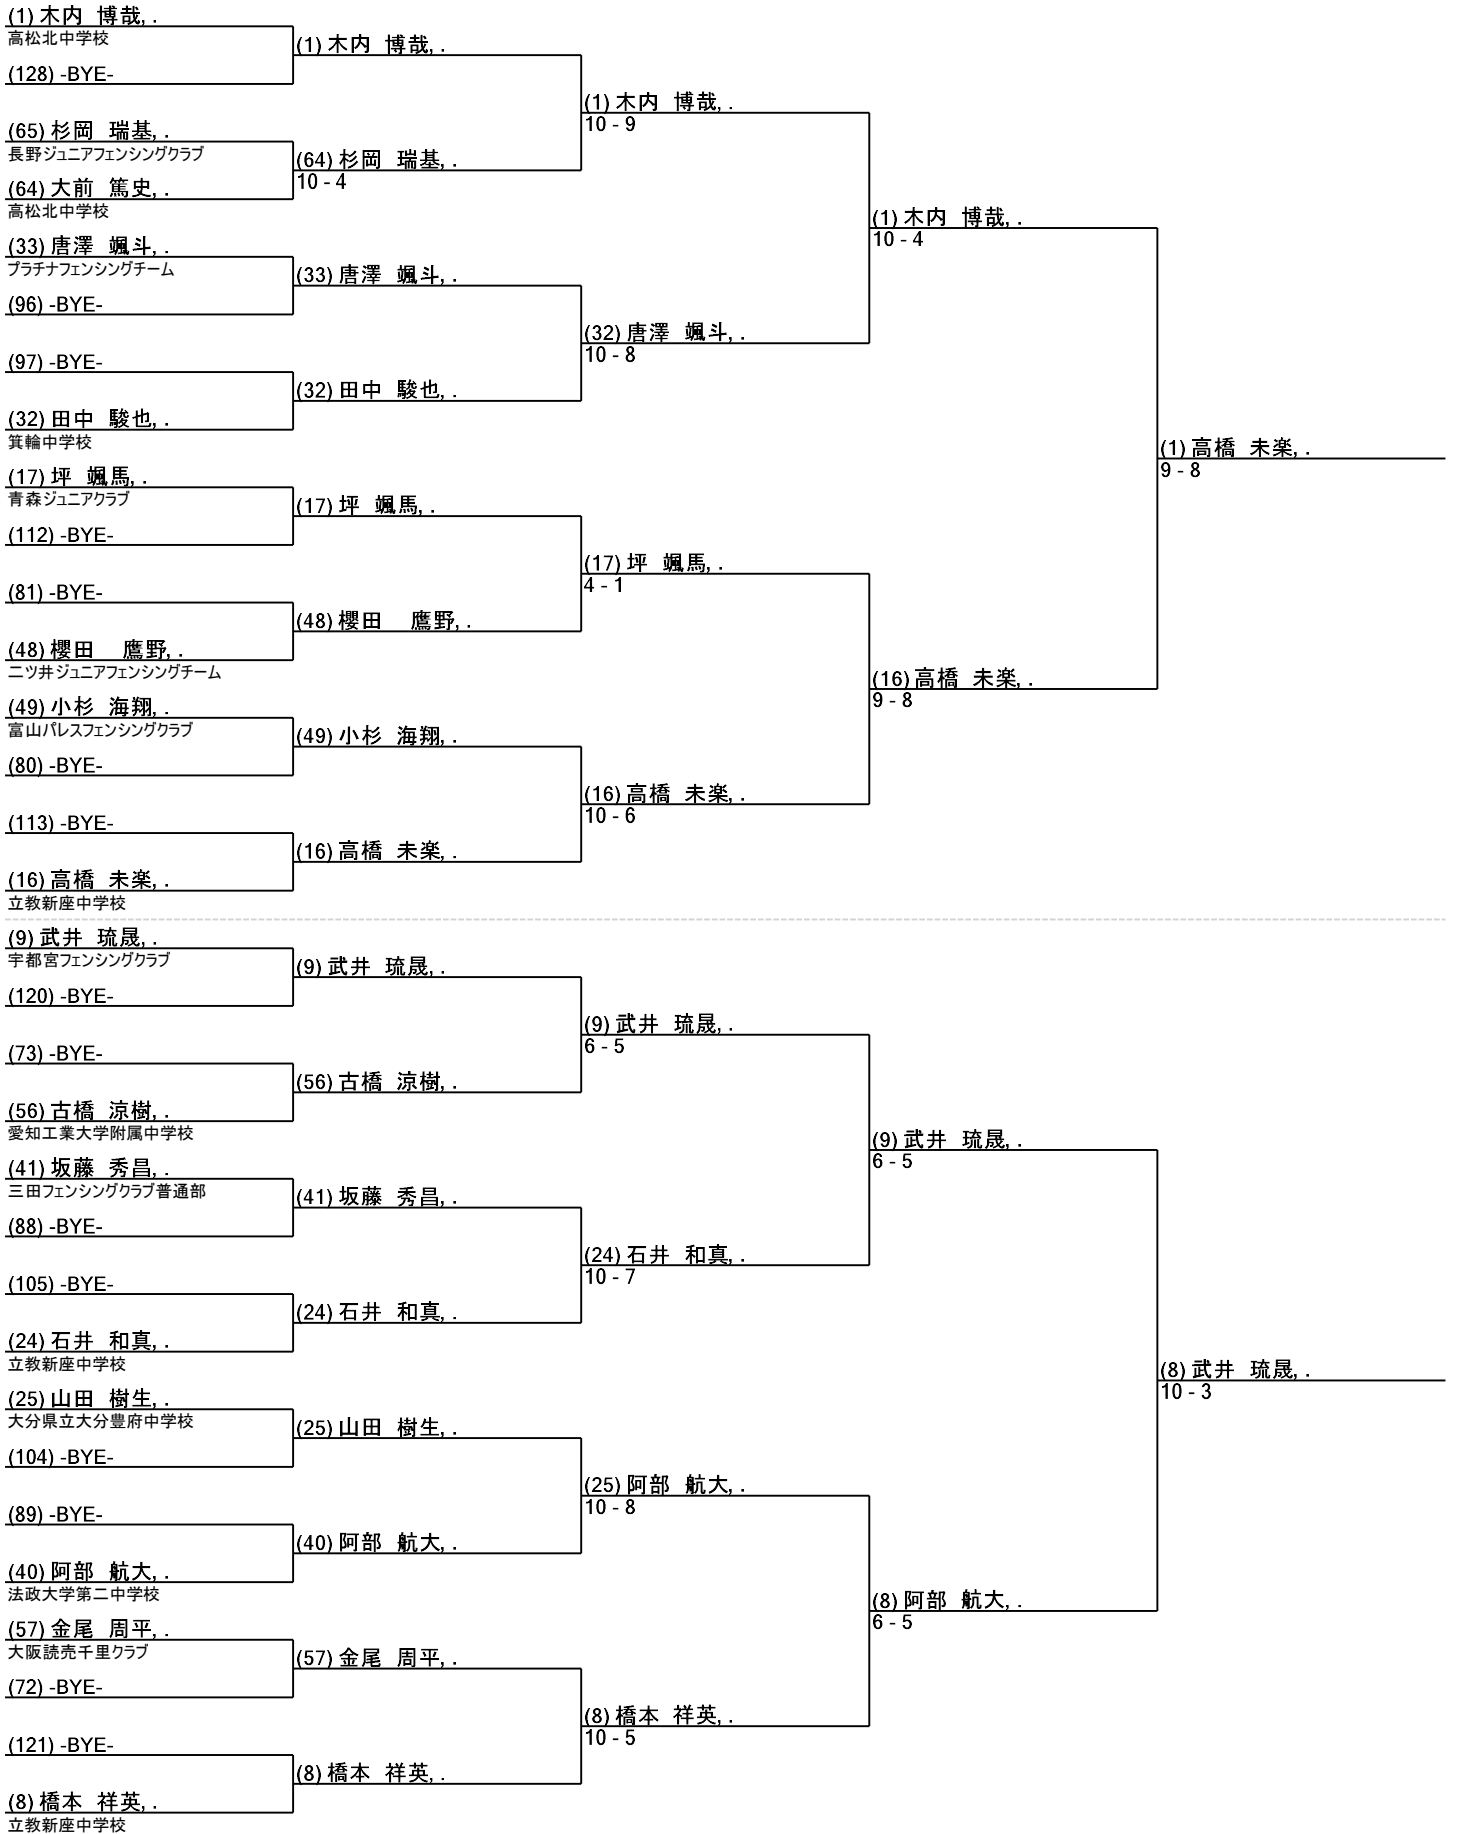 (1) 木内　博哉, .
高松北中学校
(1) 木内　博哉, .
(128) -BYE-
(1) 木内　博哉, .
10 - 9
(65) 杉岡　瑞基, .
長野ジュニアフェンシングクラブ
(64) 杉岡　瑞基, .
10 - 4
(64) 大前　篤史, .
高松北中学校
(1) 木内　博哉, .
10 - 4
(33) 唐澤　颯斗, .
プラチナフェンシングチーム
(33) 唐澤　颯斗, .
(96) -BYE-
(32) 唐澤　颯斗, .
10 - 8
(97) -BYE-
(32) 田中　駿也, .
(32) 田中　駿也, .
箕輪中学校
(1) 高橋　未楽, .
9 - 8
(17) 坪　颯馬, .
青森ジュニアクラブ
(17) 坪　颯馬, .
(112) -BYE-
(17) 坪　颯馬, .
4 - 1
(81) -BYE-
(48) 櫻田　 鷹野, .
(48) 櫻田　 鷹野, .
二ツ井ジュニアフェンシングチーム
(16) 高橋　未楽, .
9 - 8
(49) 小杉　海翔, .
富山パレスフェンシングクラブ
(49) 小杉　海翔, .
(80) -BYE-
(16) 高橋　未楽, .
10 - 6
(113) -BYE-
(16) 高橋　未楽, .
(16) 高橋　未楽, .
立教新座中学校
(9) 武井　琉晟, .
宇都宮フェンシングクラブ
(9) 武井　琉晟, .
(120) -BYE-
(9) 武井　琉晟, .
6 - 5
(73) -BYE-
(56) 古橋　涼樹, .
(56) 古橋　涼樹, .
愛知工業大学附属中学校
(9) 武井　琉晟, .
6 - 5
(41) 坂藤　秀昌, .
三田フェンシングクラブ普通部
(41) 坂藤　秀昌, .
(88) -BYE-
(24) 石井　和真, .
10 - 7
(105) -BYE-
(24) 石井　和真, .
(24) 石井　和真, .
立教新座中学校
(8) 武井　琉晟, .
10 - 3
(25) 山田　樹生, .
大分県立大分豊府中学校
(25) 山田　樹生, .
(104) -BYE-
(25) 阿部　航大, .
10 - 8
(89) -BYE-
(40) 阿部　航大, .
(40) 阿部　航大, .
法政大学第二中学校
(8) 阿部　航大, .
6 - 5
(57) 金尾　周平, .
大阪読売千里クラブ
(57) 金尾　周平, .
(72) -BYE-
(8) 橋本　祥英, .
10 - 5
(121) -BYE-
(8) 橋本　祥英, .
(8) 橋本　祥英, .
立教新座中学校